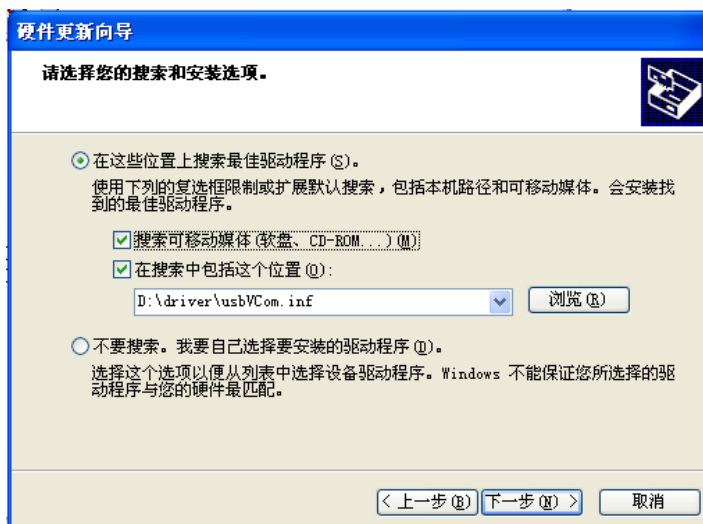 硬件更新向导
请选择您的搜索和安装选项。
在这些位置上搜索最佳驱动程序(S)。
使用下列的复选框限制或扩展默认搜索，包括本机路径和可移动媒体。会安装找
到的最佳驱动程序。
搜索可移动媒体(软盘、CD-ROM...)(M)
在搜索中包括这个位置(O):
D:\driver\usbVCom.inf
浏览(R)
不要搜索。我要自己选择要安装的驱动程序(D)。
选择这个选项以便从列表中选择设备驱动程序。Windows 不能保证您所选择的驱
动程序与您的硬件最匹配。
< 上一步(B)
下一步(N) >
取消